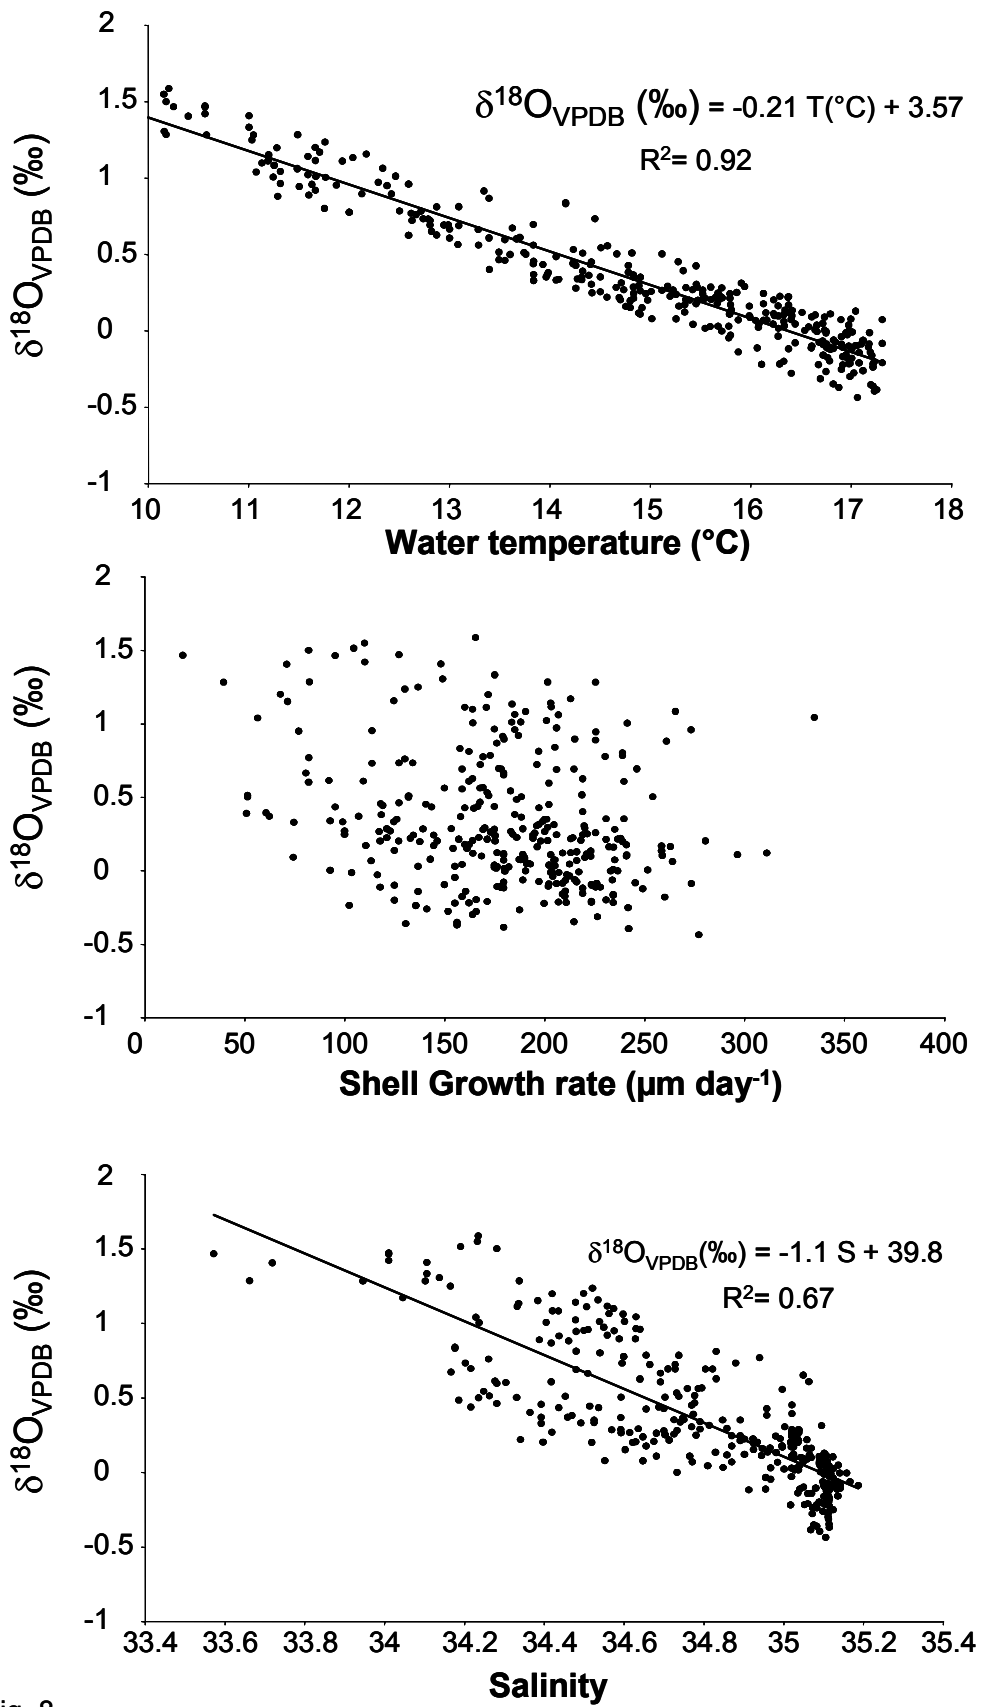 2
1.5
1
0.5
0
-0.5
-1
δ18OVPDB (‰)
δ18OVPDB (‰) = -0.21 T(°C) + 3.57
R2= 0.92
10 11 12 13 14 15 16 17 18
Water temperature (°C)
2
1.5
1
0.5
0
-0.5
-1
δ18OVPDB (‰)
0 50 100 150 200 250 300 350 400
Shell Growth rate (µm day-1)
2
1.5
1
0.5
0
-0.5
-1
δ18OVPDB (‰)
δ18OVPDB(‰) = -1.1 S + 39.8
R2= 0.67
33.4 33.6 33.8 34 34.2 34.4 34.6 34.8 35 35.2 35.4
Salinity